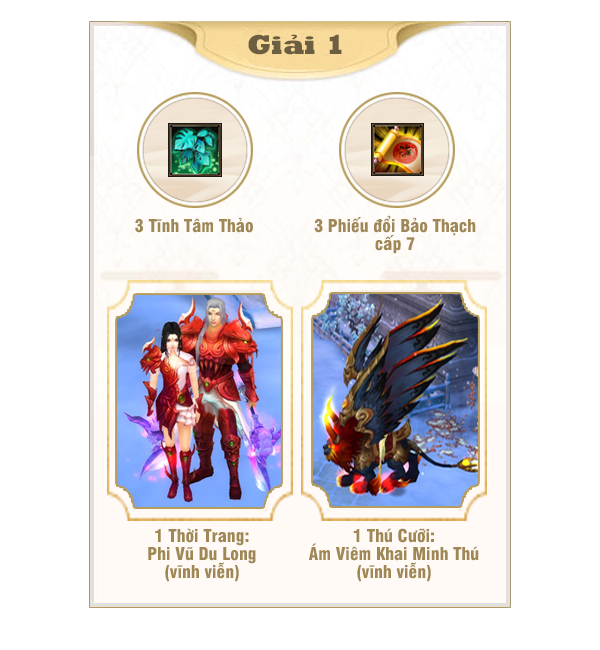 Giải 1
3 Tĩnh Tâm Thảo
3 Phiếu đổi Bảo Thạch
cấp 7
1 Thời Trang:
Phi Vũ Du Long
(vĩnh viễn)
1 Thú Cưỡi:
Ám Viêm Khai Minh Thú
(vĩnh viễn)